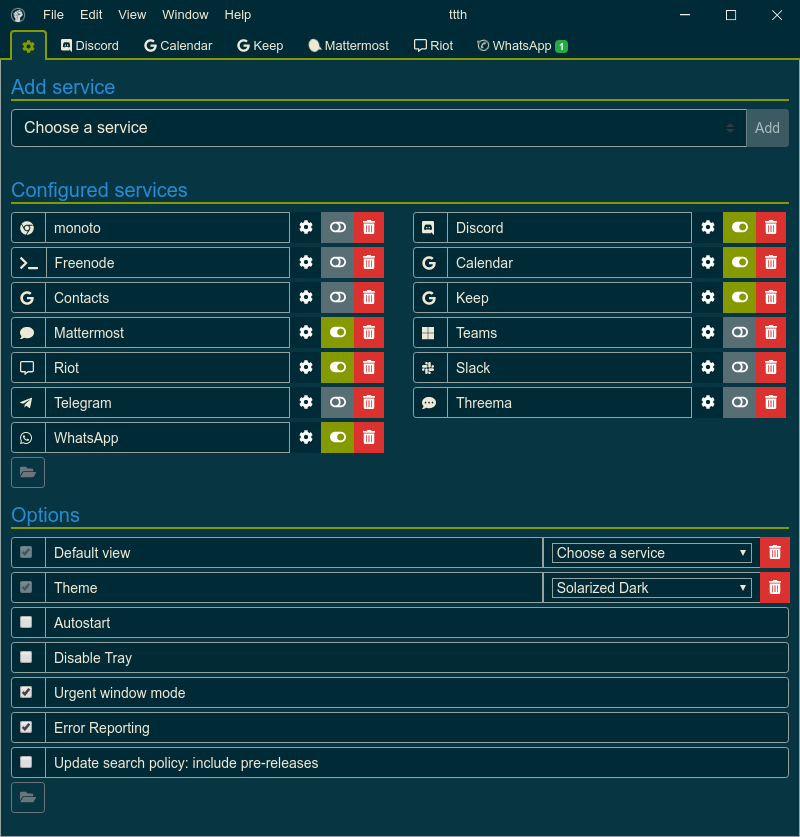 File Edit View Window Help ttth
Discord Calendar Keep Mattermost Riot WhatsApp 1
Add service
Choose a service Add
Configured services
monoto Discord
Freenode Calendar
Contacts Keep
Mattermost Teams
Riot Slack
Telegram Threema
WhatsApp
Options
Default view Choose a service
Theme Solarized Dark
Autostart
Disable Tray
Urgent window mode
Error Reporting
Update search policy: include pre-releases